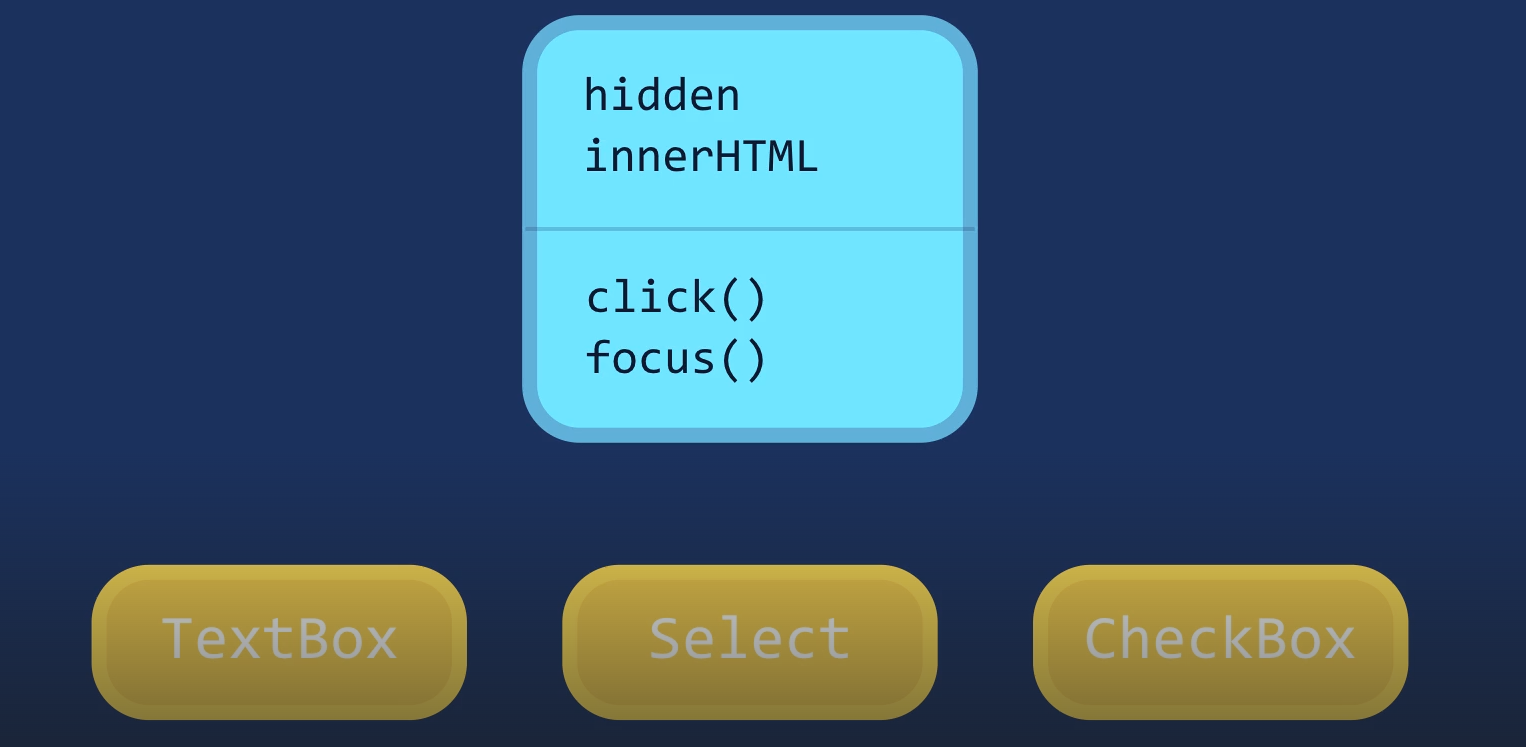 hidden
innerHTML
click()
focus()
TextBox
Select
CheckBox